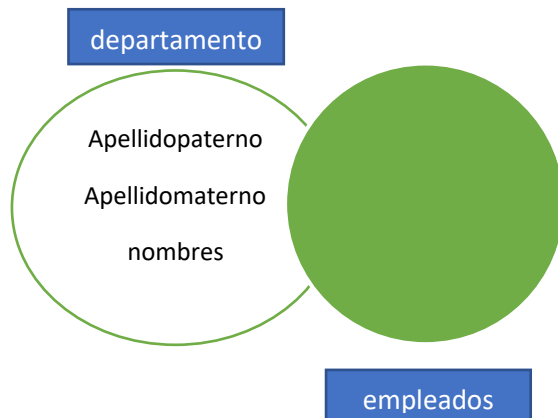 departamento
Apellidopaterno
Apellidomaterno
nombres
empleados